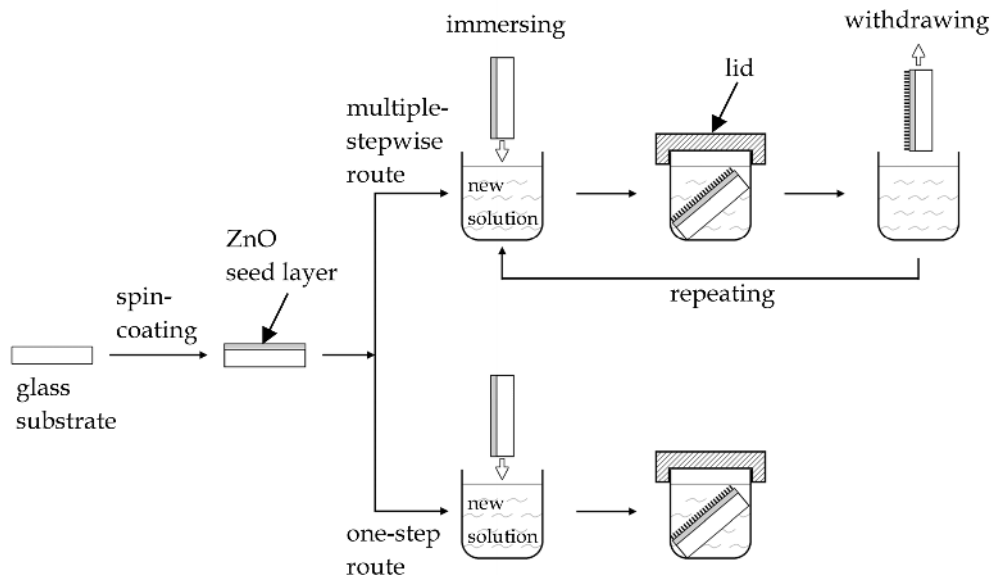 immersing
withdrawing
lid
multiple-
stepwise
route
new
solution
ZnO
seed layer
repeating
spin-
coating
glass
substrate
new
solution
one-step
route